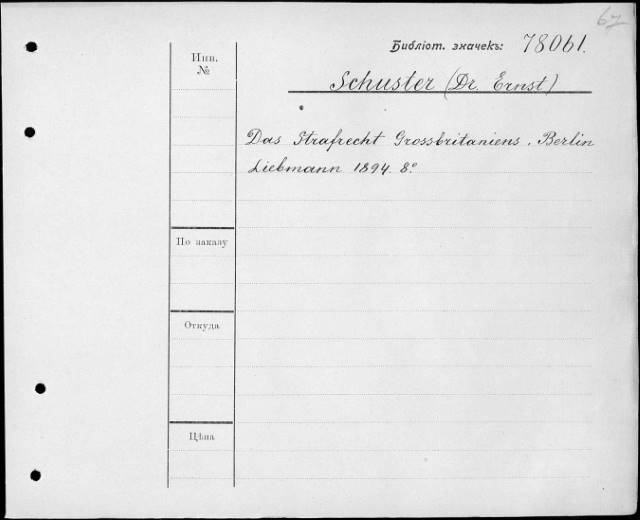 67
Библіот. значекъ: 78061.
Инв.
№
Schuster (Dr. Ernst)
Das Strafrecht Grossbritaniens. Berlin
Liebmann 1894. 8°
По заказу
Откуда
Цѣна